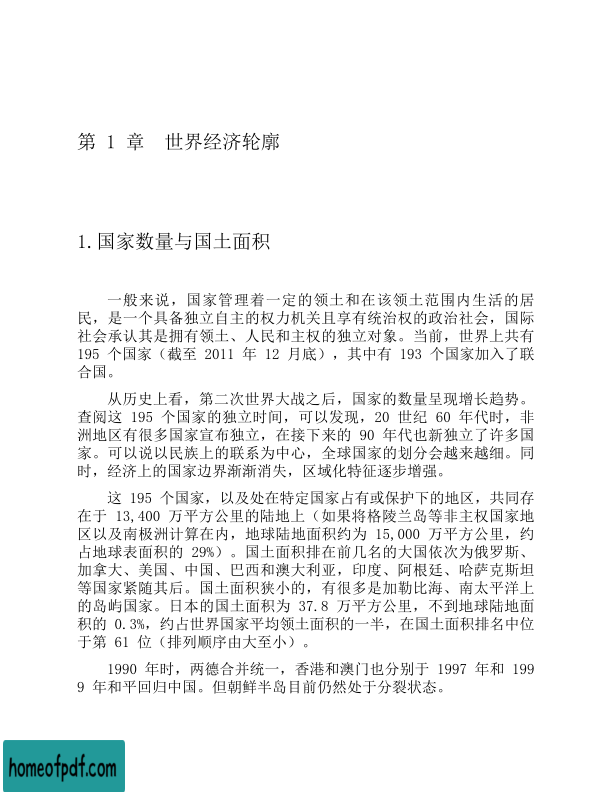 第 1 章　世界经济轮廓
1.国家数量与国土面积
一般来说，国家管理着一定的领土和在该领土范围内生活的居
民，是一个具备独立自主的权力机关且享有统治权的政治社会，国际
社会承认其是拥有领土、人民和主权的独立对象。当前，世界上共有
195 个国家（截至 2011 年 12 月底），其中有 193 个国家加入了联
合国。
从历史上看，第二次世界大战之后，国家的数量呈现增长趋势。
查阅这 195 个国家的独立时间，可以发现，20 世纪 60 年代时，非
洲地区有很多国家宣布独立，在接下来的 90 年代也新独立了许多国
家。可以说以民族上的联系为中心，全球国家的划分会越来越细。同
时，经济上的国家边界渐渐消失，区域化特征逐步增强。
这 195 个国家，以及处在特定国家占有或保护下的地区，共同存
在于 13,400 万平方公里的陆地上（如果将格陵兰岛等非主权国家地
区以及南极洲计算在内，地球陆地面积约为 15,000 万平方公里，约
占地球表面积的 29%）。国土面积排在前几名的大国依次为俄罗斯、
加拿大、美国、中国、巴西和澳大利亚，印度、阿根廷、哈萨克斯坦
等国家紧随其后。国土面积狭小的，有很多是加勒比海、南太平洋上
的岛屿国家。日本的国土面积为 37.8 万平方公里，不到地球陆地面
积的 0.3%，约占世界国家平均领土面积的一半，在国土面积排名中位
于第 61 位（排列顺序由大至小）。
1990 年时，两德合并统一，香港和澳门也分别于 1997 年和 199
9 年和平回归中国。但朝鲜半岛目前仍然处于分裂状态。
homeofpdf.com